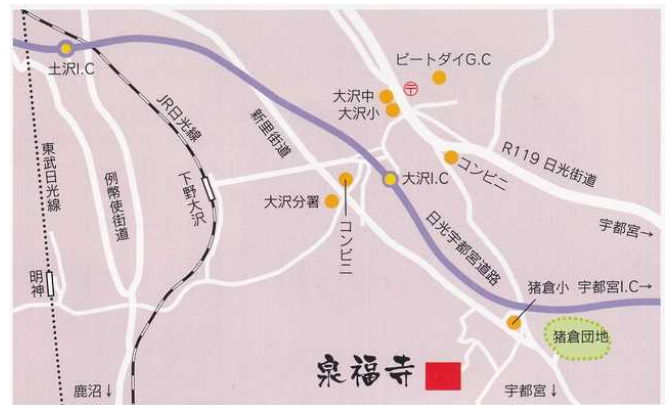 ビートダイG.C
土沢I.C
〒
大沢中
大沢小
JR日光線
新里街道
R119 日光街道
コンビニ
東武日光線
例幣使街道
下野大沢
大沢I.C
大沢分署
コンビニ
日光宇都宮道路
宇都宮→
明神
猪倉小 宇都宮I.C→
猪倉団地
泉福寺
鹿沼↓
宇都宮↓